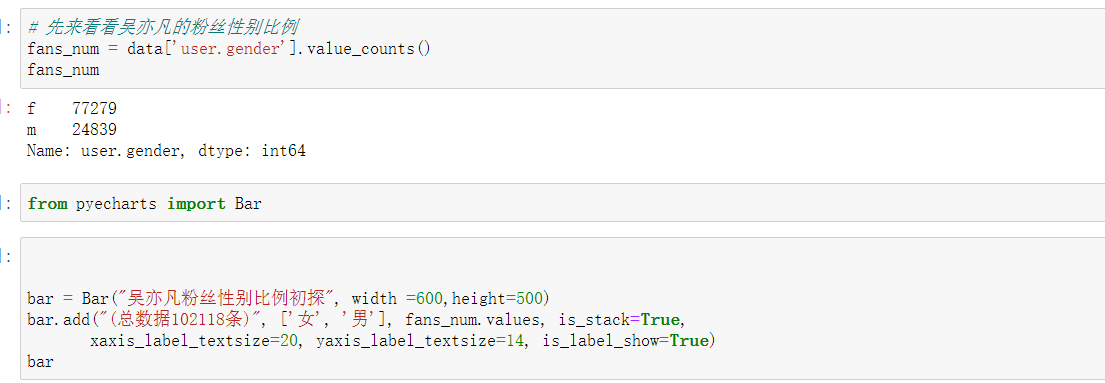 ]:
# 先来看看吴亦凡的粉丝性别比例
fans_num = data['user.gender'].value_counts()
fans_num
]:
f    77279
m    24839
Name: user.gender, dtype: int64
]:
from pyecharts import Bar
]:
bar = Bar("吴亦凡粉丝性别比例初探", width =600,height=500)
bar.add("(总数据102118条)", ['女', '男'], fans_num.values, is_stack=True,
       xaxis_label_textsize=20, yaxis_label_textsize=14, is_label_show=True)
bar